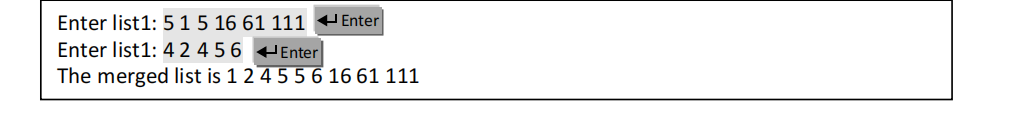 Enter list1: 5 1 5 16 61 111 ↵ Enter
Enter list1: 4 2 4 5 6 ↵ Enter
The merged list is 1 2 4 5 5 6 16 61 111